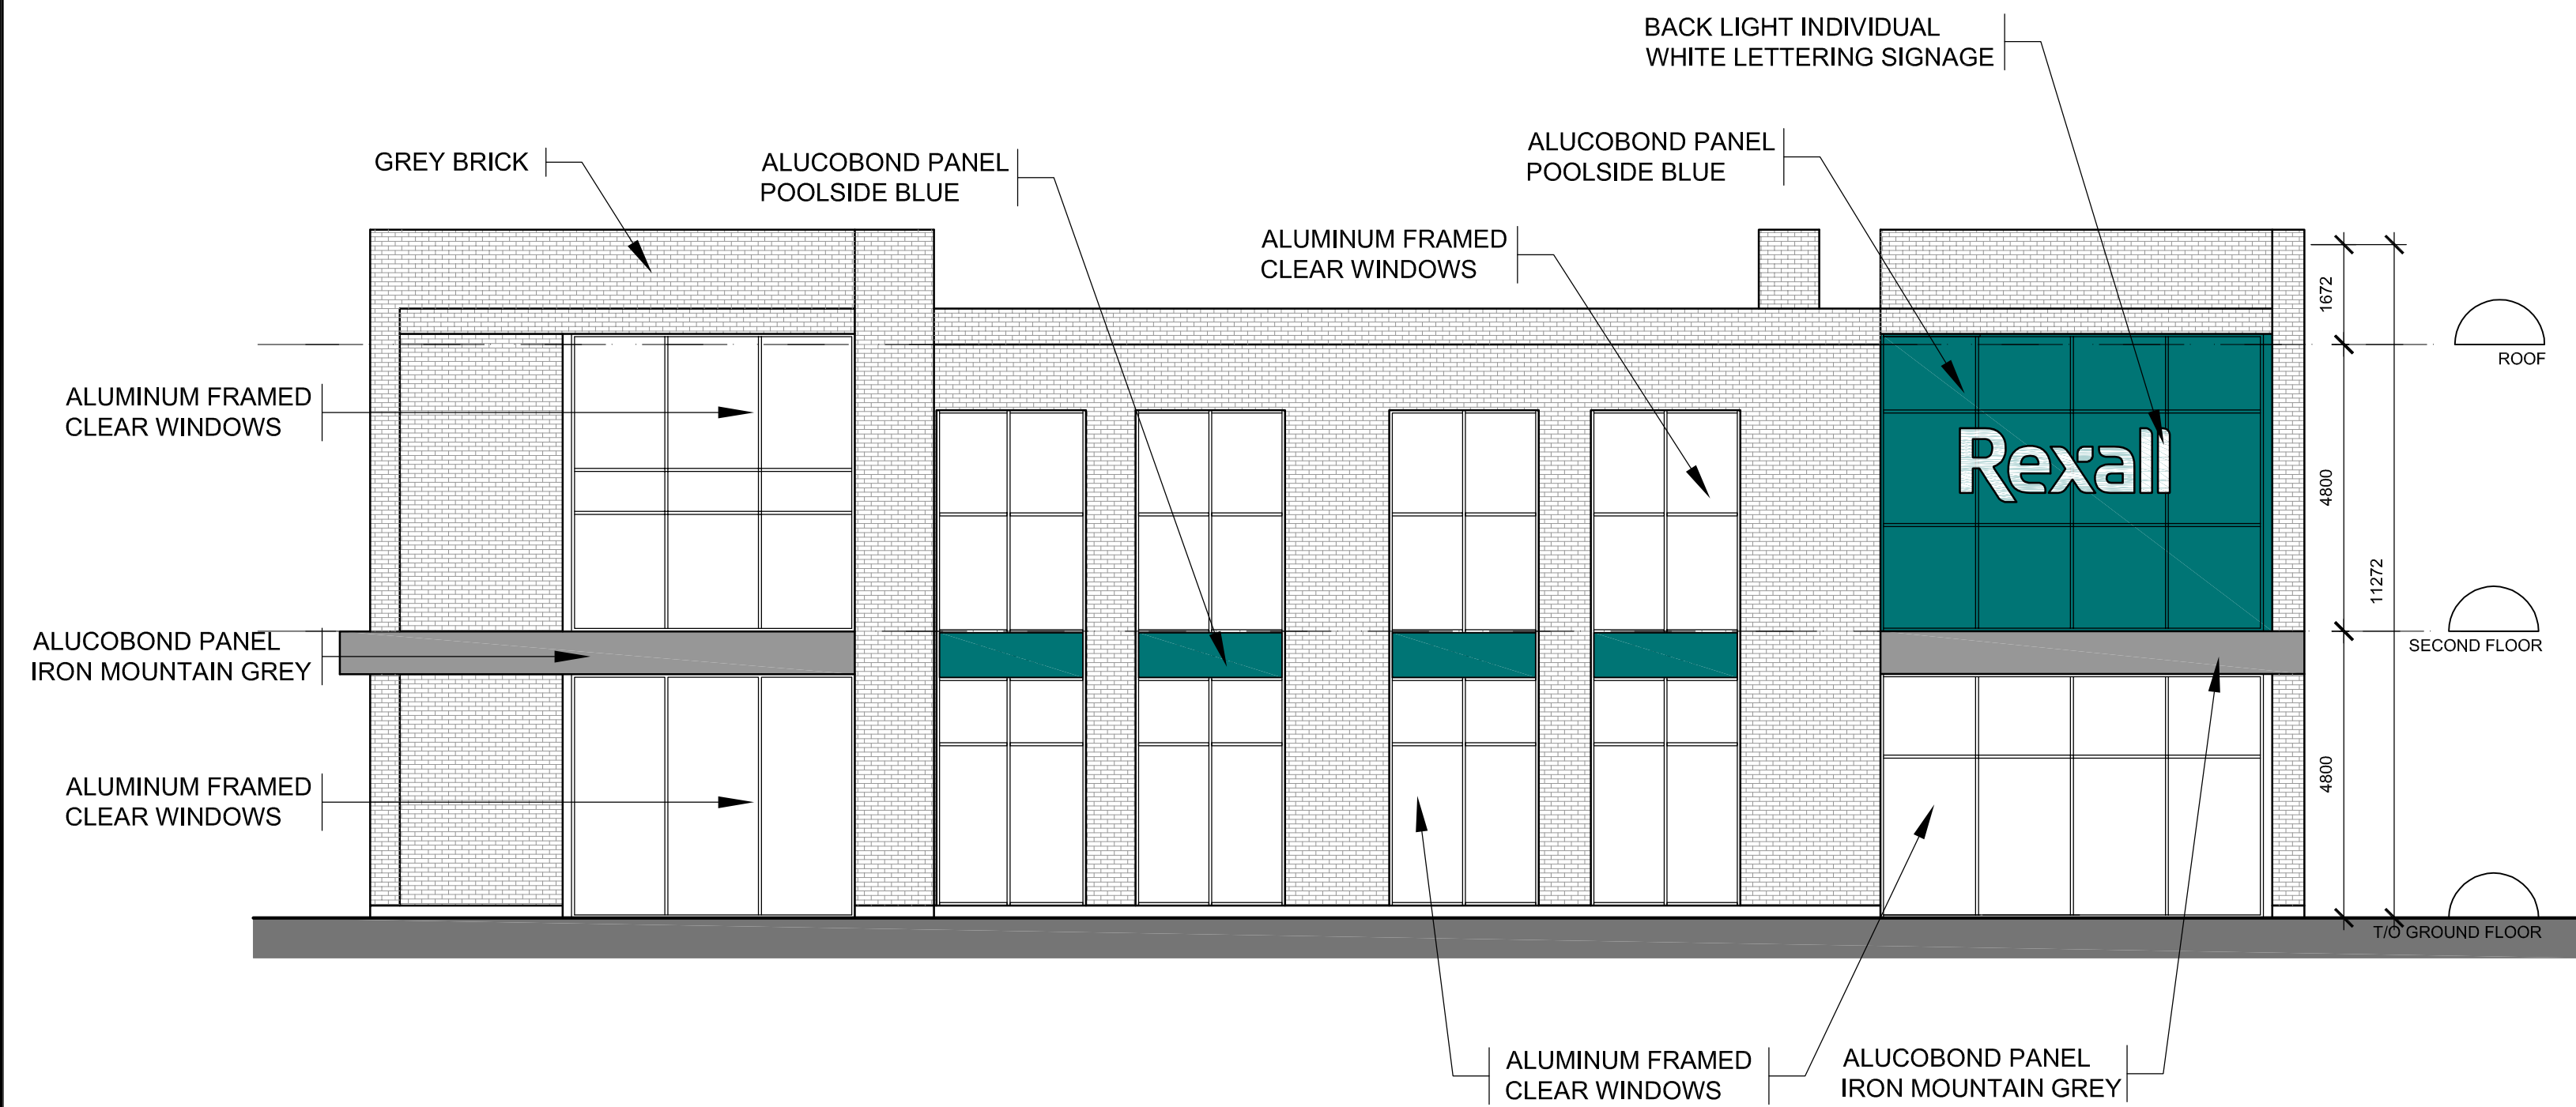 BACK LIGHT INDIVIDUAL
WHITE LETTERING SIGNAGE
GREY BRICK
ALUCOBOND PANEL
POOLSIDE BLUE
ALUCOBOND PANEL
POOLSIDE BLUE
ALUMINUM FRAMED
CLEAR WINDOWS
1672
ROOF
ALUMINUM FRAMED
CLEAR WINDOWS
Rexall
4800
11272
ALUCOBOND PANEL
IRON MOUNTAIN GREY
SECOND FLOOR
ALUMINUM FRAMED
CLEAR WINDOWS
4800
T/O GROUND FLOOR
ALUMINUM FRAMED
CLEAR WINDOWS
ALUCOBOND PANEL
IRON MOUNTAIN GREY